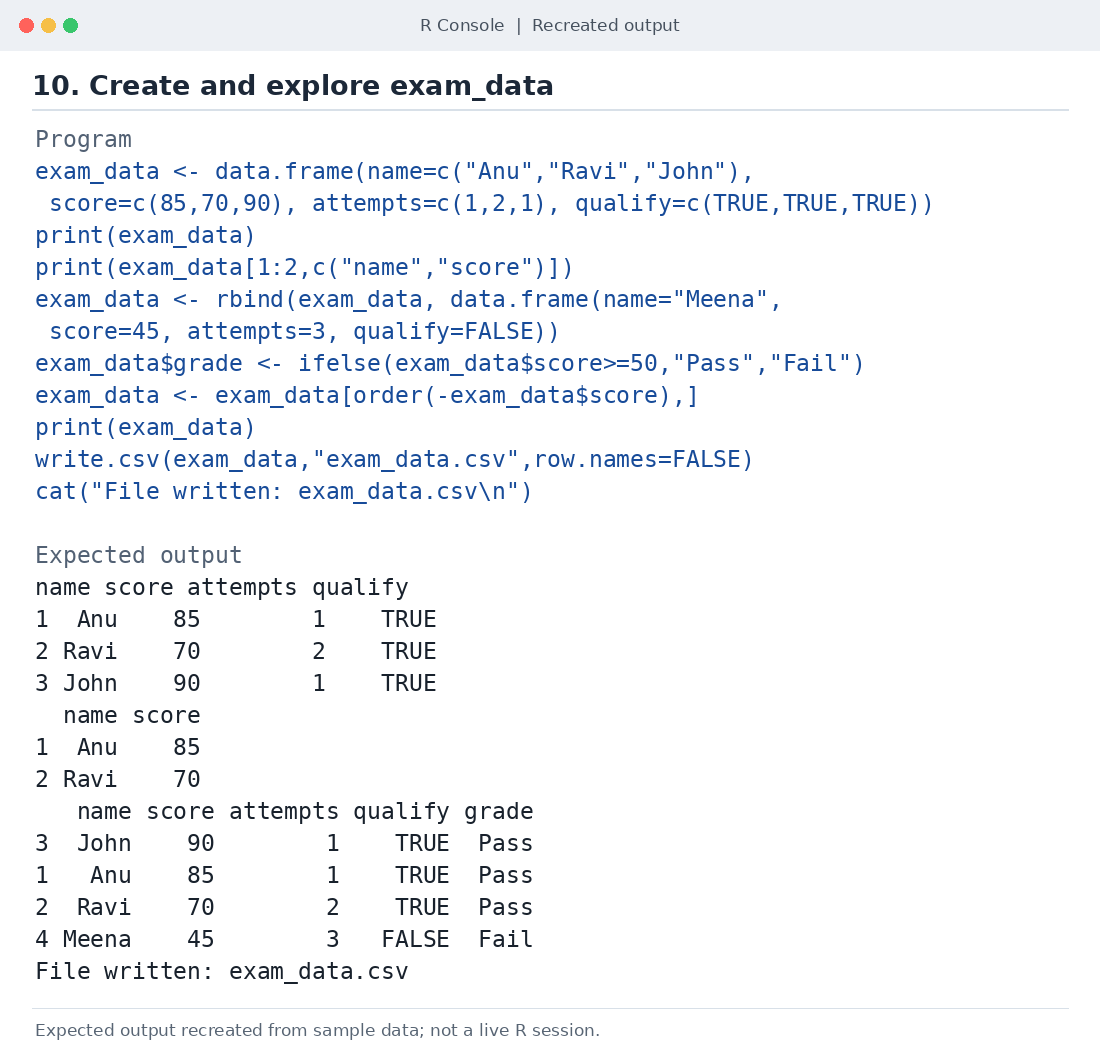 R Console  |  Recreated output
10. Create and explore exam_data
Program
exam_data <- data.frame(name=c("Anu","Ravi","John"),
 score=c(85,70,90), attempts=c(1,2,1), qualify=c(TRUE,TRUE,TRUE))
print(exam_data)
print(exam_data[1:2,c("name","score")])
exam_data <- rbind(exam_data, data.frame(name="Meena",
 score=45, attempts=3, qualify=FALSE))
exam_data$grade <- ifelse(exam_data$score>=50,"Pass","Fail")
exam_data <- exam_data[order(-exam_data$score),]
print(exam_data)
write.csv(exam_data,"exam_data.csv",row.names=FALSE)
cat("File written: exam_data.csv\n")
Expected output
name score attempts qualify
1  Anu    85        1    TRUE
2 Ravi    70        2    TRUE
3 John    90        1    TRUE
  name score
1  Anu    85
2 Ravi    70
   name score attempts qualify grade
3  John    90        1    TRUE  Pass
1   Anu    85        1    TRUE  Pass
2  Ravi    70        2    TRUE  Pass
4 Meena    45        3   FALSE  Fail
File written: exam_data.csv
Expected output recreated from sample data; not a live R session.